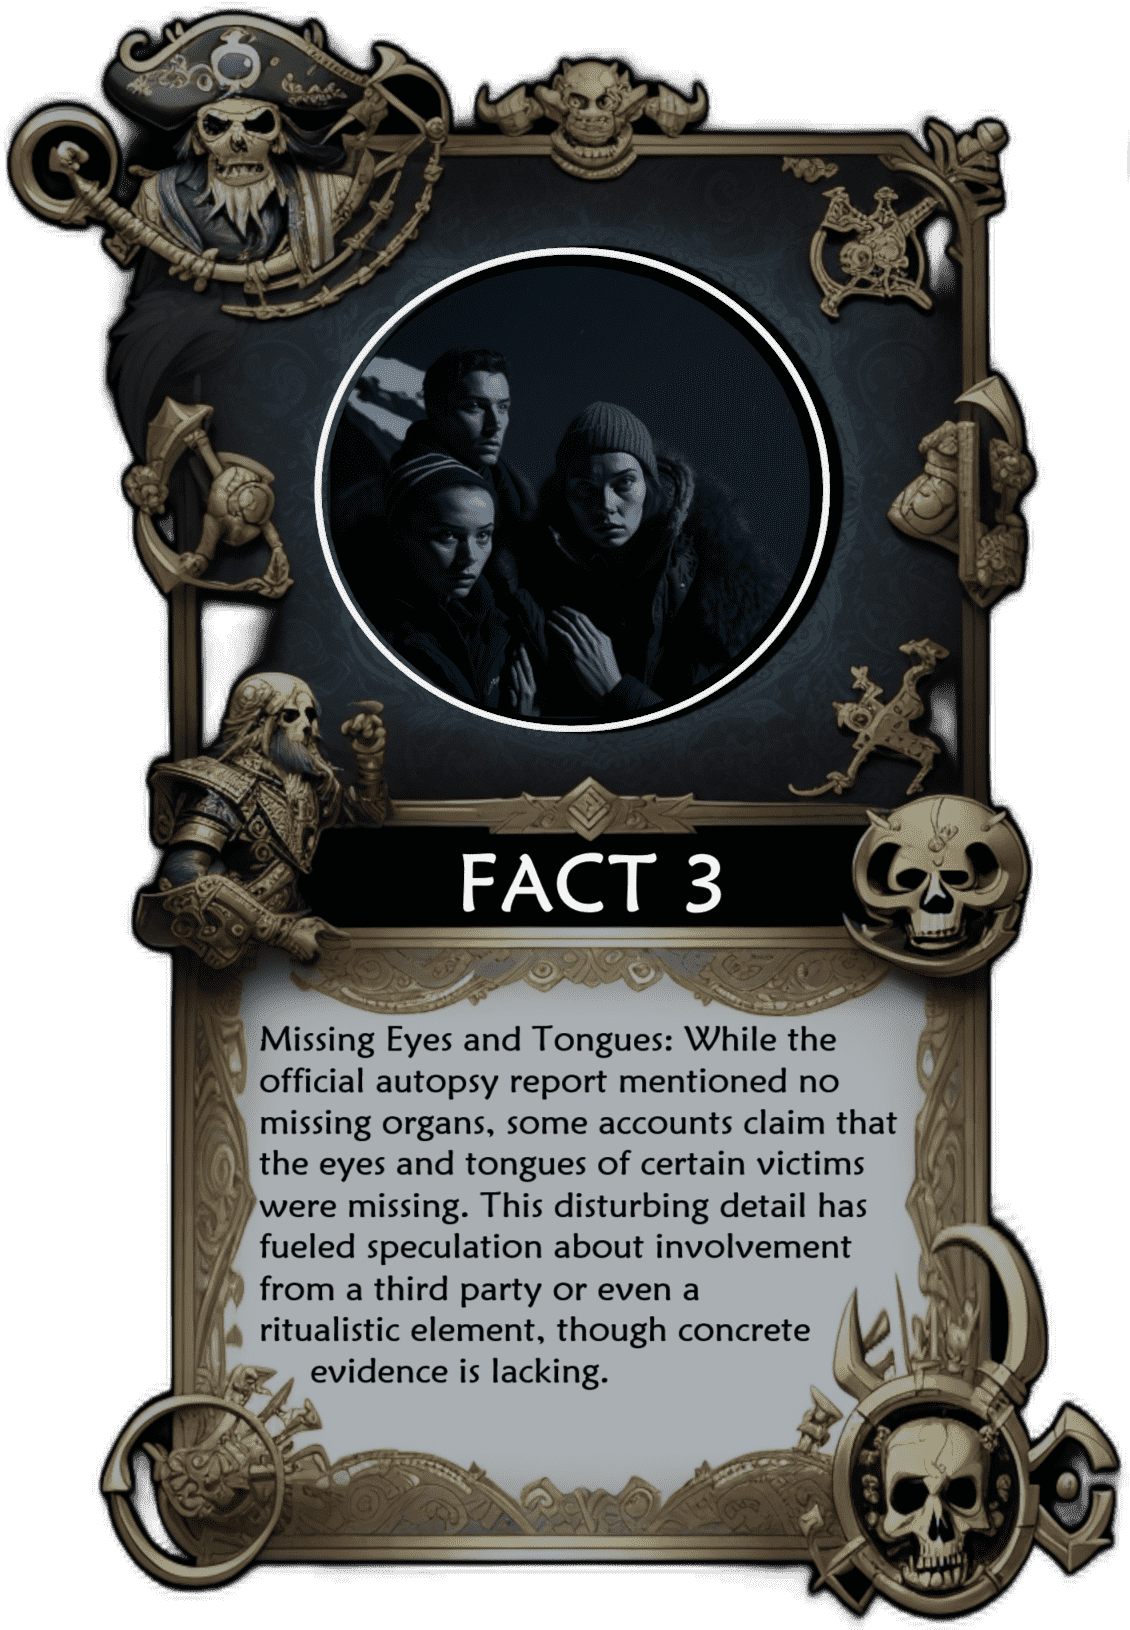 FACT 3
Missing Eyes and Tongues: While the
official autopsy report mentioned no
missing organs, some accounts claim that
the eyes and tongues of certain victims
were missing. This disturbing detail has
fueled speculation about involvement
from a third party or even a
ritualistic element, though concrete
evidence is lacking.